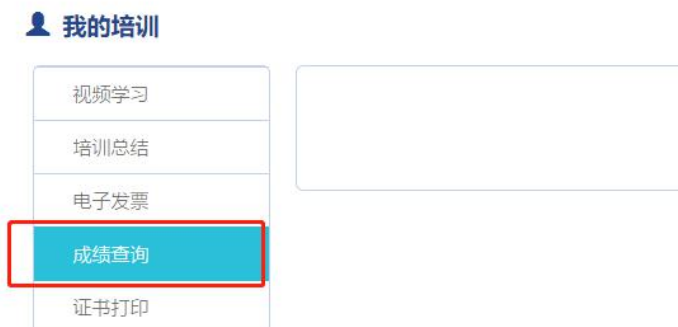 我的培训
视频学习
培训总结
电子发票
成绩查询
证书打印